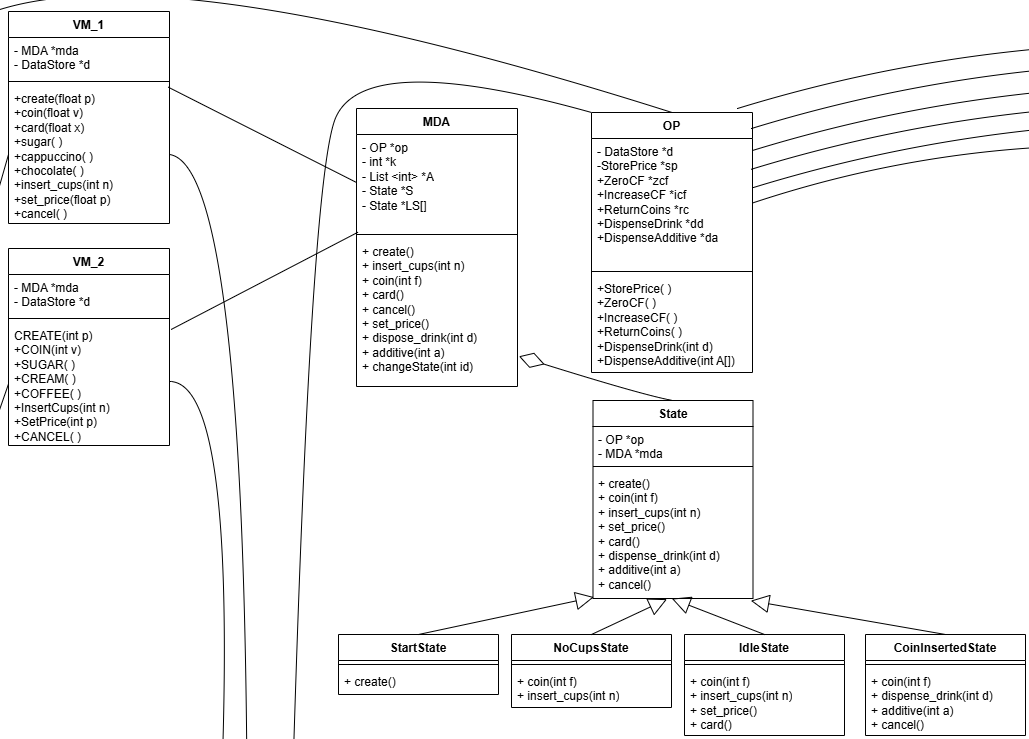 VM_1
- MDA *mda
- DataStore *d
+create(float p)
+coin(float v)
+card(float x)
+sugar( )
+cappuccino( )
+chocolate( )
+insert_cups(int n)
+set_price(float p)
+cancel( )
VM_2
- MDA *mda
- DataStore *d
CREATE(int p)
+COIN(int v)
+SUGAR( )
+CREAM( )
+COFFEE( )
+InsertCups(int n)
+SetPrice(int p)
+CANCEL( )
MDA
- OP *op
- int *k
- List <int> *A
- State *S
- State *LS[]
+ create()
+ insert_cups(int n)
+ coin(int f)
+ card()
+ cancel()
+ set_price()
+ dispose_drink(int d)
+ additive(int a)
+ changeState(int id)
OP
- DataStore *d
-StorePrice *sp
+ZeroCF *zcf
+IncreaseCF *icf
+ReturnCoins *rc
+DispenseDrink *dd
+DispenseAdditive *da
+StorePrice( )
+ZeroCF( )
+IncreaseCF( )
+ReturnCoins( )
+DispenseDrink(int d)
+DispenseAdditive(int A[])
State
- OP *op
- MDA *mda
+ create()
+ coin(int f)
+ insert_cups(int n)
+ set_price()
+ card()
+ dispense_drink(int d)
+ additive(int a)
+ cancel()
StartState
+ create()
NoCupsState
+ coin(int f)
+ insert_cups(int n)
IdleState
+ coin(int f)
+ insert_cups(int n)
+ set_price()
+ card()
CoinInsertedState
+ coin(int f)
+ dispense_drink(int d)
+ additive(int a)
+ cancel()